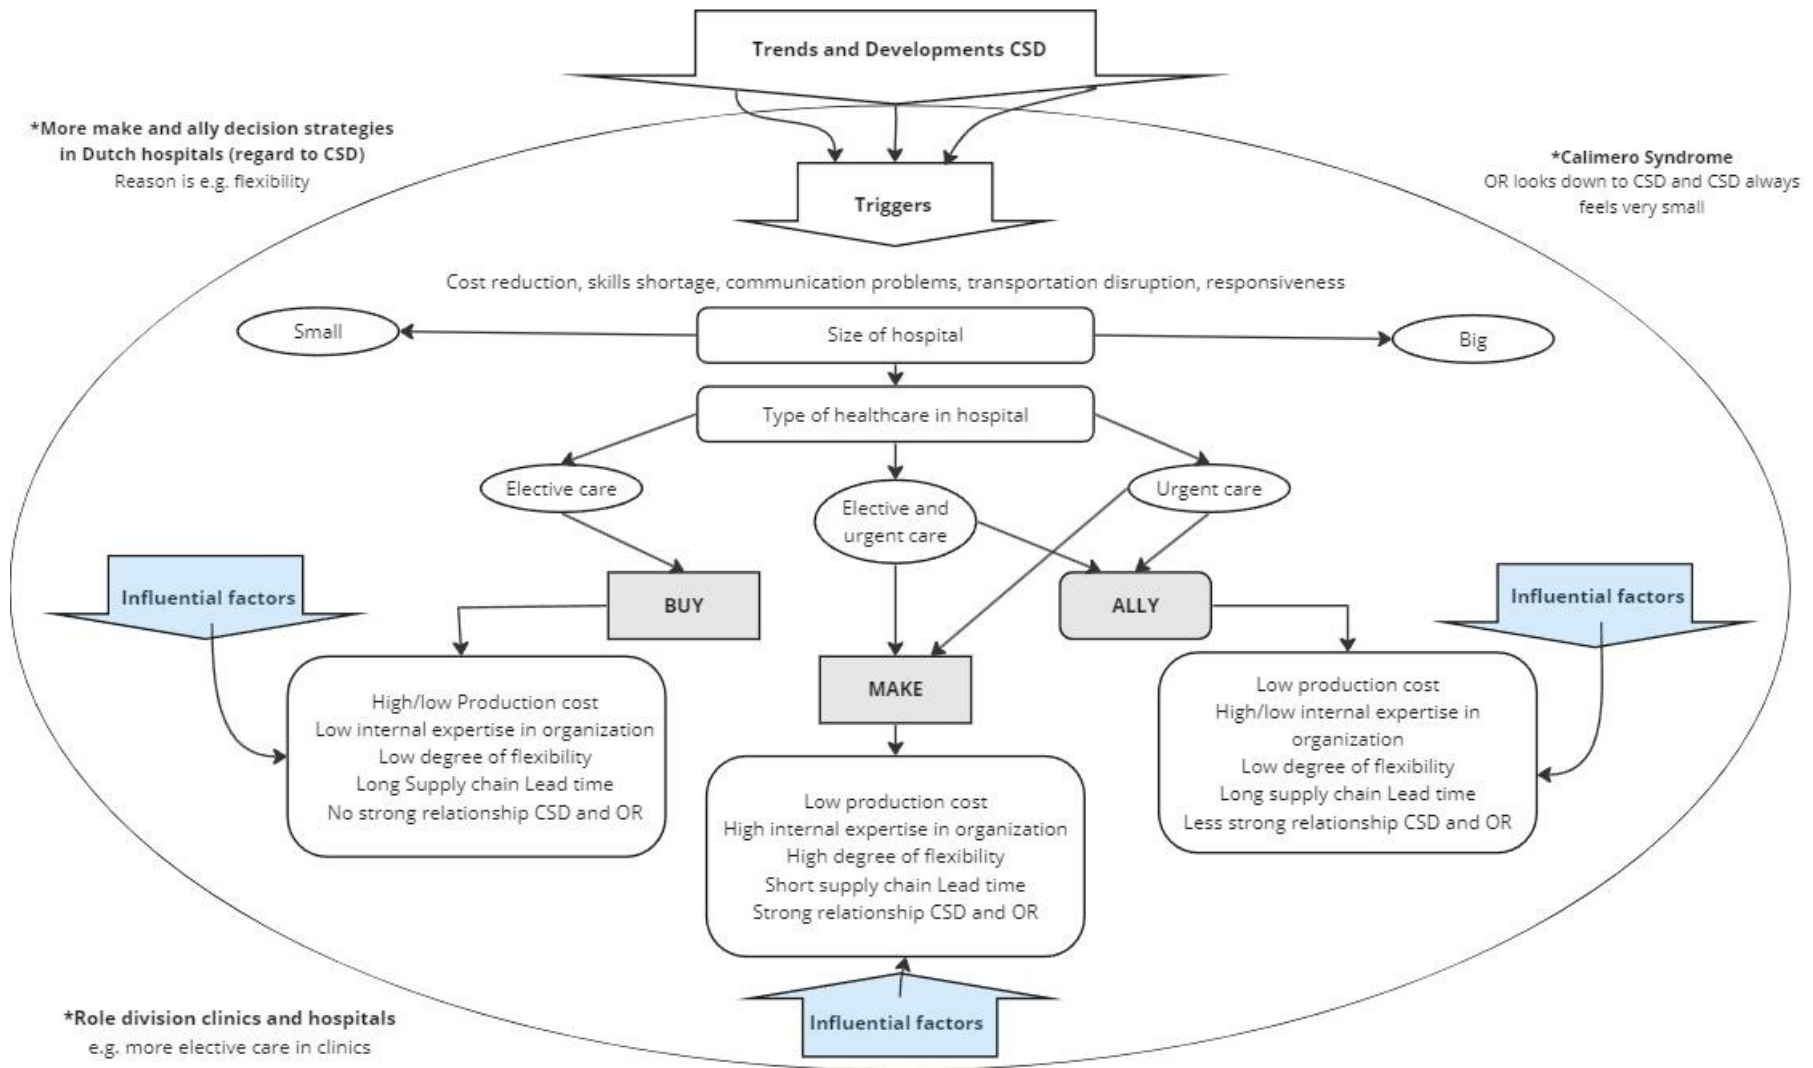 Trends and Developments CSD
*More make and ally decision strategies
in Dutch hospitals (regard to CSD)
Reason is e.g. flexibility
*Calimero Syndrome
OR looks down to CSD and CSD always
feels very small
Triggers
Cost reduction, skills shortage, communication problems, transportation disruption, responsiveness
Small
Size of hospital
Big
Type of healthcare in hospital
Elective care
Elective and
urgent care
Urgent care
Influential factors
BUY
ALLY
Influential factors
MAKE
High/low Production cost
Low internal expertise in organization
Low degree of flexibility
Long Supply chain Lead time
No strong relationship CSD and OR
Low production cost
High/low internal expertise in
organization
Low degree of flexibility
Long supply chain Lead time
Less strong relationship CSD and OR
Low production cost
High internal expertise in organization
High degree of flexibility
Short supply chain Lead time
Strong relationship CSD and OR
*Role division clinics and hospitals
e.g. more elective care in clinics
Influential factors